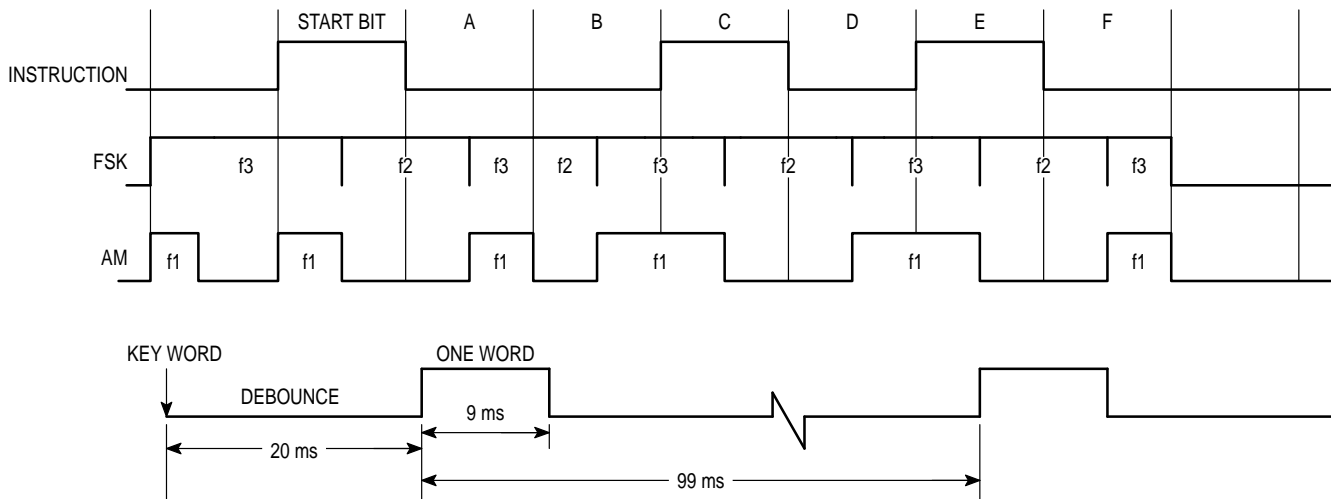 START BIT A B C D E F
INSTRUCTION
FSK f3 f2 f3 f2 f3 f2 f3 f2 f3
AM f1 f1 f1 f1 f1 f1
KEY WORD ONE WORD
DEBOUNCE
9 ms
20 ms
99 ms